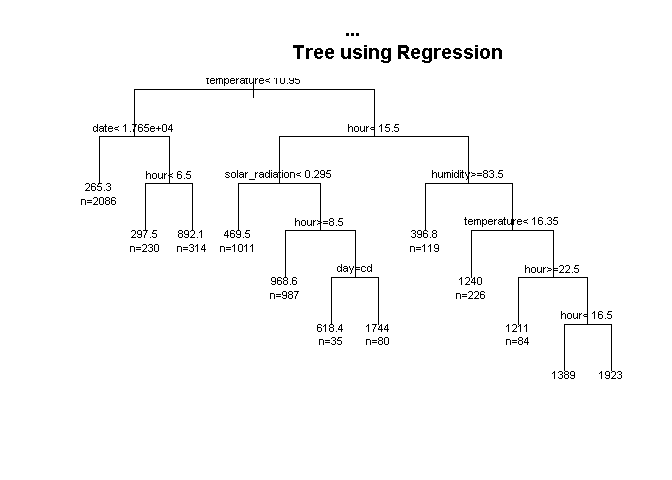 ...
Tree using Regression
temperature< 10.95
date< 1.765e+04
hour< 15.5
hour< 6.5
solar_radiation< 0.295
humidity>=83.5
265.3
n=2086
hour>=8.5
temperature< 16.35
297.5
n=230
892.1
n=314
469.5
n=1011
396.8
n=119
day=cd
hour>=22.5
968.6
n=987
1240
n=226
hour< 16.5
618.4
n=35
1744
n=80
1211
n=84
1389
1923